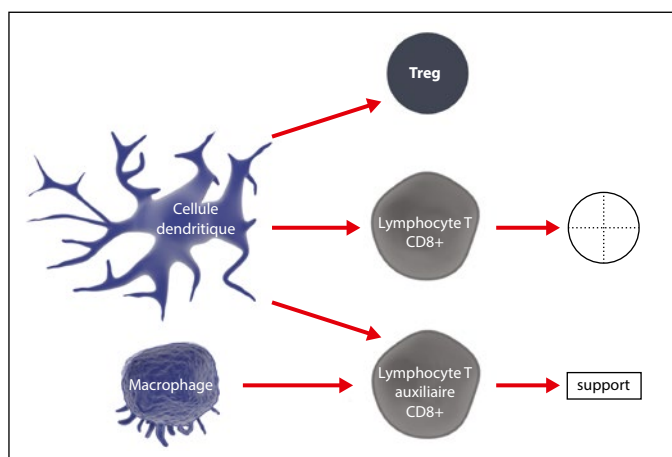 Treg
Cellule
dendritique
Lymphocyte T
CD8+
Macrophage
Lymphocyte T
auxiliaire
CD8+
support